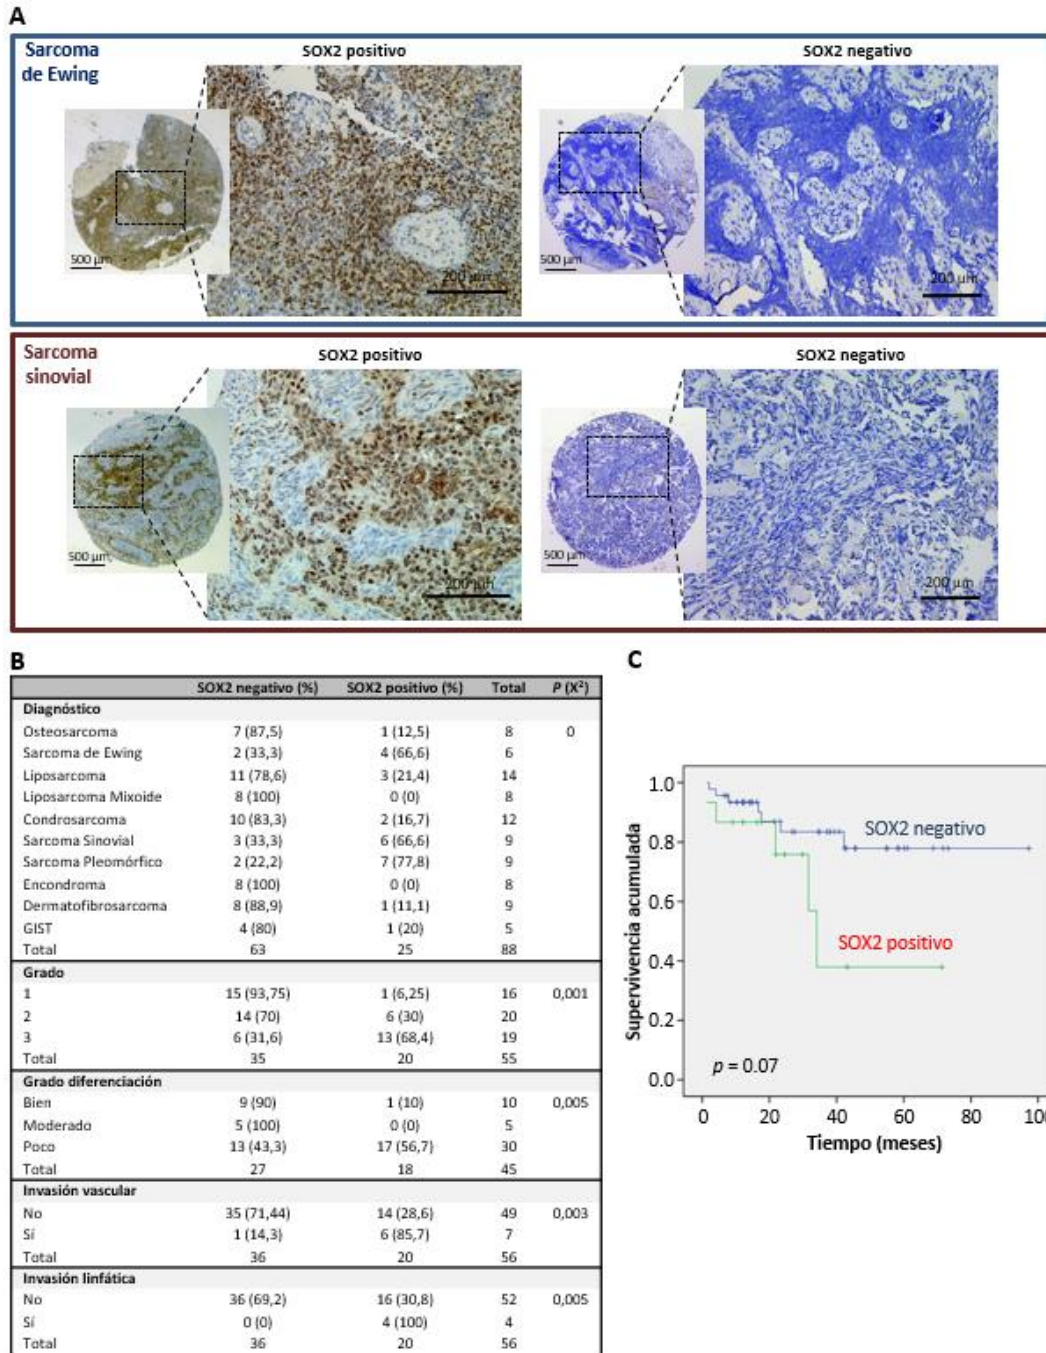 A
Sarcoma
de Ewing
SOX2 positivo
SOX2 negativo
500 µm
200 µm
500 µm
200 µm
Sarcoma
sinovial
SOX2 positivo
SOX2 negativo
500 µm
200 µm
500 µm
200 µm
B
SOX2 negativo (%) SOX2 positivo (%) Total P (X²)
Diagnóstico
Osteosarcoma 7 (87,5) 1 (12,5) 8 0
Sarcoma de Ewing 2 (33,3) 4 (66,6) 6
Liposarcoma 11 (78,6) 3 (21,4) 14
Liposarcoma Mixoide 8 (100) 0 (0) 8
Condrosarcoma 10 (83,3) 2 (16,7) 12
Sarcoma Sinovial 3 (33,3) 6 (66,6) 9
Sarcoma Pleomórfico 2 (22,2) 7 (77,8) 9
Encondroma 8 (100) 0 (0) 8
Dermatofibrosarcoma 8 (88,9) 1 (11,1) 9
GIST 4 (80) 1 (20) 5
Total 63 25 88
Grado
1 15 (93,75) 1 (6,25) 16 0,001
2 14 (70) 6 (30) 20
3 6 (31,6) 13 (68,4) 19
Total 35 20 55
Grado diferenciación
Bien 9 (90) 1 (10) 10 0,005
Moderado 5 (100) 0 (0) 5
Poco 13 (43,3) 17 (56,7) 30
Total 27 18 45
Invasión vascular
No 35 (71,44) 14 (28,6) 49 0,003
Sí 1 (14,3) 6 (85,7) 7
Total 36 20 56
Invasión linfática
No 36 (69,2) 16 (30,8) 52 0,005
Sí 0 (0) 4 (100) 4
Total 36 20 56
C
Supervivencia acumulada
1.0
0.8
0.6
0.4
0.2
0.0
SOX2 negativo
SOX2 positivo
p = 0.07
0 20 40 60 80 100
Tiempo (meses)